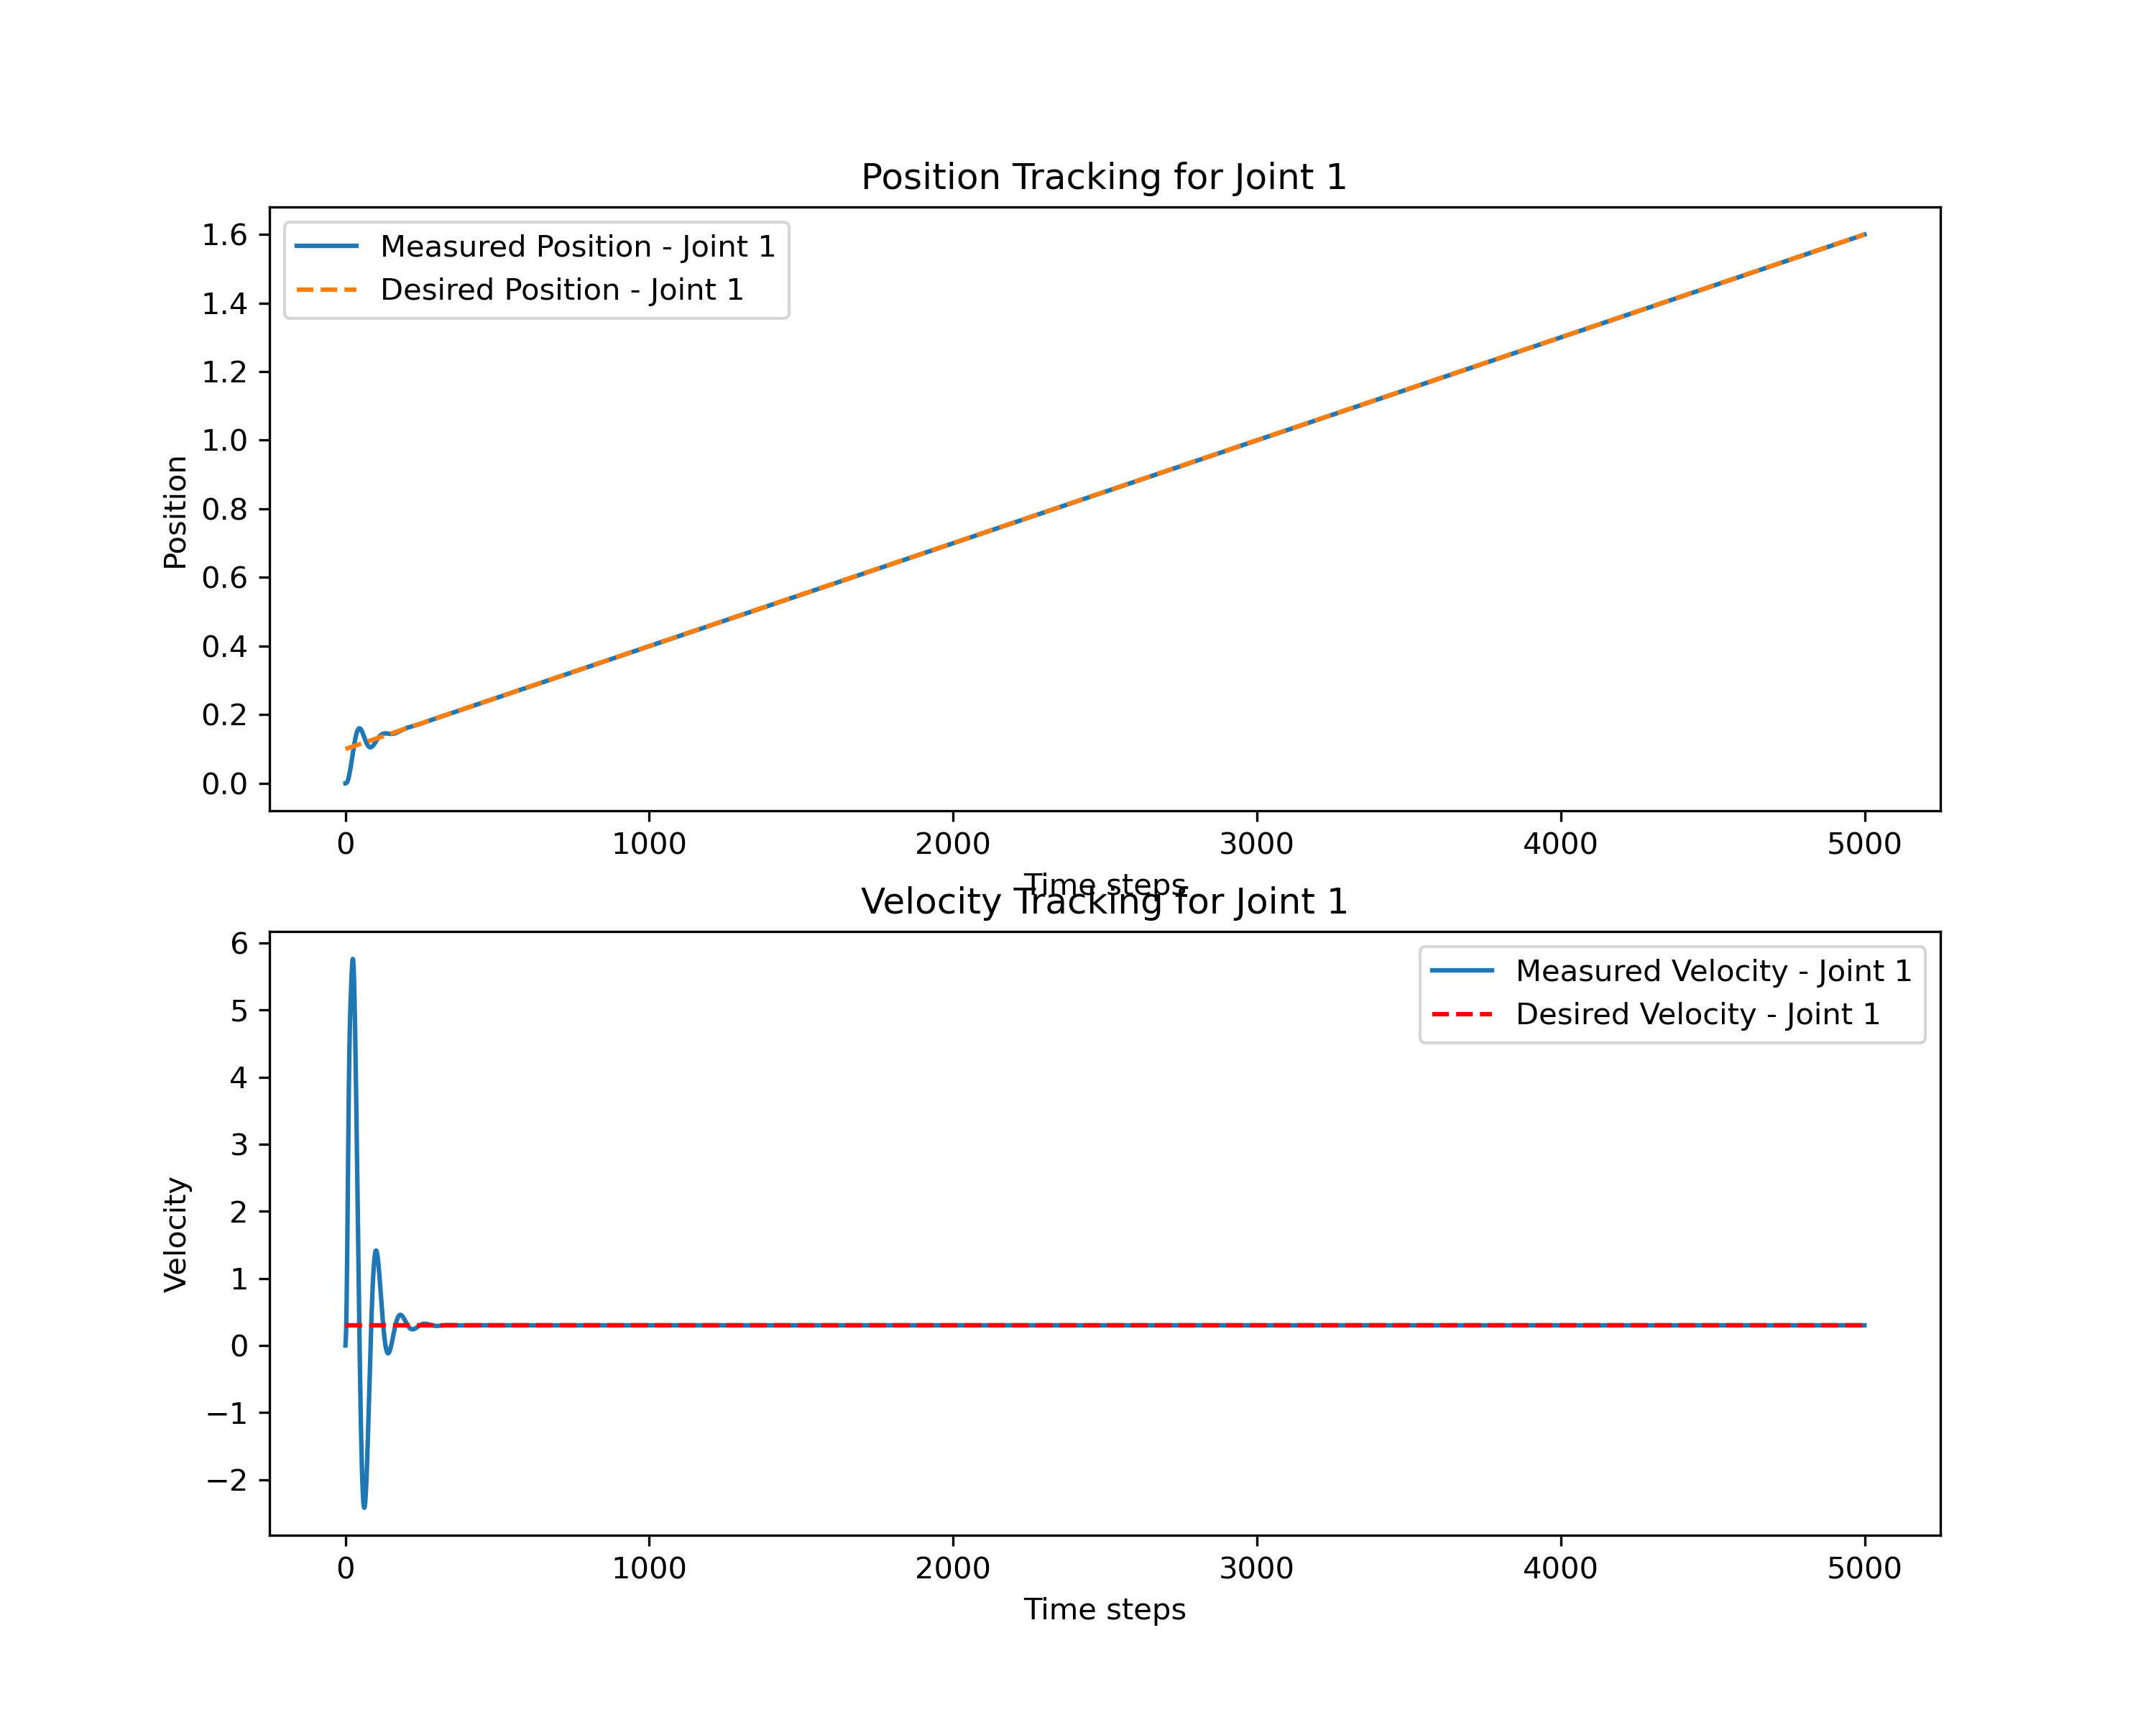 Position Tracking for Joint 1
Measured Position - Joint 1
Desired Position - Joint 1
1.6
1.4
1.2
1.0
0.8
0.6
0.4
0.2
0.0
Position
0 1000 2000 3000 4000 5000
Time steps
Velocity Tracking for Joint 1
Measured Velocity - Joint 1
Desired Velocity - Joint 1
6
5
4
3
2
1
0
−1
−2
Velocity
0 1000 2000 3000 4000 5000
Time steps